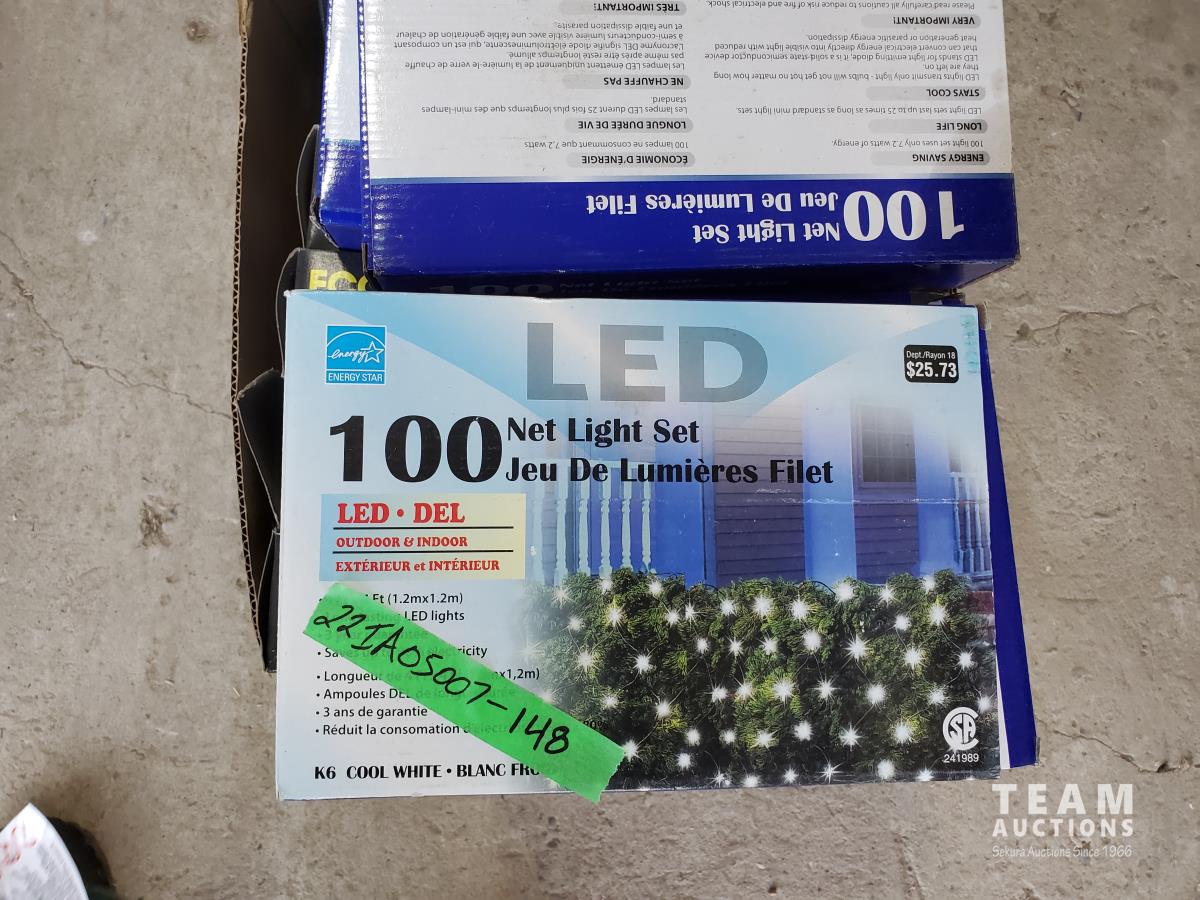 TRÈS IMPORTANT!
et une faible dissipation parasite.
à semi-conducteurs lumière visible avec une faible génération de chaleur
L'acronyme DEL signifie diode électroluminescente, qui est un composant
pas même après être resté longtemps allumé.
Les lampes LED émettent uniquement de la lumière-le verre de chauffe
NE CHAUFFE PAS
standard.
Les lampes LED durent 25 fois plus longtemps que des mini-lampes
LONGUE DURÉE DE VIE
100 lampes ne consomment que 7.2 watts
ÉCONOMIE D'ÉNERGIE
Please read carefully all cautions to reduce risk of fire and electrical shock.
VERY IMPORTANT!
heat generation or parasitic energy dissipation.
that can convert electrical energy directly into visible light with reduced
LEDS stands for light emitting diode, it is a solid-state semiconductor device
they are left on.
LED lights transmit only light - bulbs will not get hot no matter how long
STAYS COOL
LED light sets last up to 25 times as long as standard mini light sets.
LONG LIFE
100 light set uses only 7.2 watts of energy.
ENERGY SAVING
100 Net Light Set
Jeu De Lumières Filet
100 Net Light Set
energy
ENERGY STAR
LED
Dept./Rayon 18
$25.73
100 Net Light Set
Jeu De Lumières Filet
LED • DEL
OUTDOOR & INDOOR
EXTÉRIEUR et INTÉRIEUR
Ft (1.2mx1.2m)
LED lights
• 3
• Longueur de
• Ampoules DEL
• 3 ans de garantie
• Réduit la consomation
22IA05007-148
K6 COOL WHITE • BLANC
241989
TEAM
AUCTIONS
Sekura Auctions Since 1966